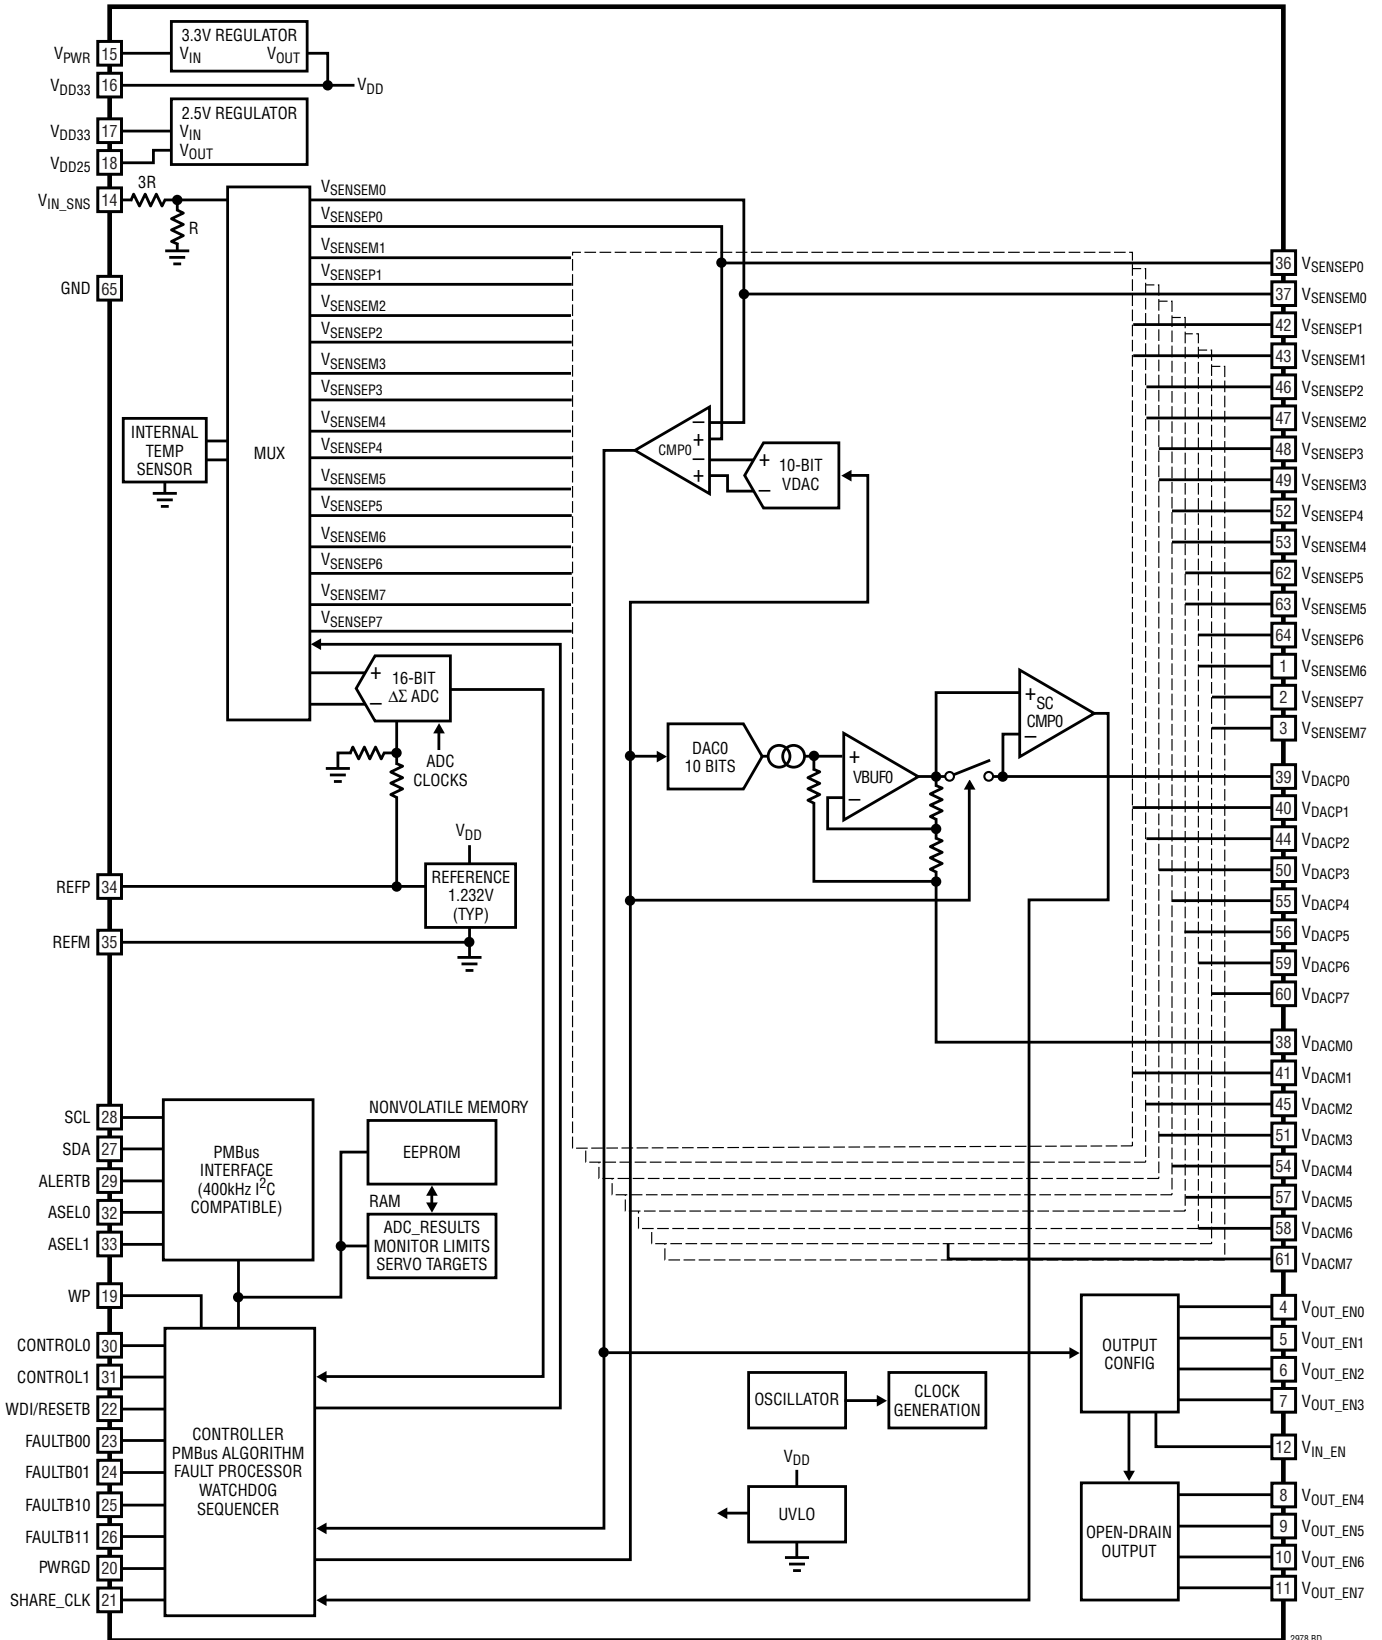 3.3V REGULATOR
VIN VOUT
VPWR 15
VDD33 16
VDD
2.5V REGULATOR
VIN
VOUT
VDD33 17
VDD25 18
VIN_SNS 14
3R
R
GND 65
INTERNAL
TEMP
SENSOR
MUX
VSENSEM0
VSENSEP0
VSENSEM1
VSENSEP1
VSENSEM2
VSENSEP2
VSENSEM3
VSENSEP3
VSENSEM4
VSENSEP4
VSENSEM5
VSENSEP5
VSENSEM6
VSENSEP6
VSENSEM7
VSENSEP7
+
–
16-BIT
ΔΣ ADC
ADC
CLOCKS
VDD
REFERENCE
1.232V
(TYP)
REFP 34
REFM 35
CMP0
–
+
–
+
+
–
10-BIT
VDAC
DAC0
10 BITS
+
–
VBUF0
+
–
SC
CMP0
36 VSENSEP0
37 VSENSEM0
42 VSENSEP1
43 VSENSEM1
46 VSENSEP2
47 VSENSEM2
48 VSENSEP3
49 VSENSEM3
52 VSENSEP4
53 VSENSEM4
62 VSENSEP5
63 VSENSEM5
64 VSENSEP6
1 VSENSEM6
2 VSENSEP7
3 VSENSEM7
39 VDACP0
40 VDACP1
44 VDACP2
50 VDACP3
55 VDACP4
56 VDACP5
59 VDACP6
60 VDACP7
38 VDACM0
41 VDACM1
45 VDACM2
51 VDACM3
54 VDACM4
57 VDACM5
58 VDACM6
61 VDACM7
SCL 28
SDA 27
ALERTB 29
ASEL0 32
ASEL1 33
PMBus
INTERFACE
(400kHz I2C
COMPATIBLE)
NONVOLATILE MEMORY
EEPROM
RAM
ADC_RESULTS
MONITOR LIMITS
SERVO TARGETS
WP 19
CONTROL0 30
CONTROL1 31
WDI/RESETB 22
FAULTB00 23
FAULTB01 24
FAULTB10 25
FAULTB11 26
PWRGD 20
SHARE_CLK 21
CONTROLLER
PMBus ALGORITHM
FAULT PROCESSOR
WATCHDOG
SEQUENCER
OSCILLATOR
CLOCK
GENERATION
VDD
UVLO
OUTPUT
CONFIG
OPEN-DRAIN
OUTPUT
4 VOUT_EN0
5 VOUT_EN1
6 VOUT_EN2
7 VOUT_EN3
12 VIN_EN
8 VOUT_EN4
9 VOUT_EN5
10 VOUT_EN6
11 VOUT_EN7
2978 BD